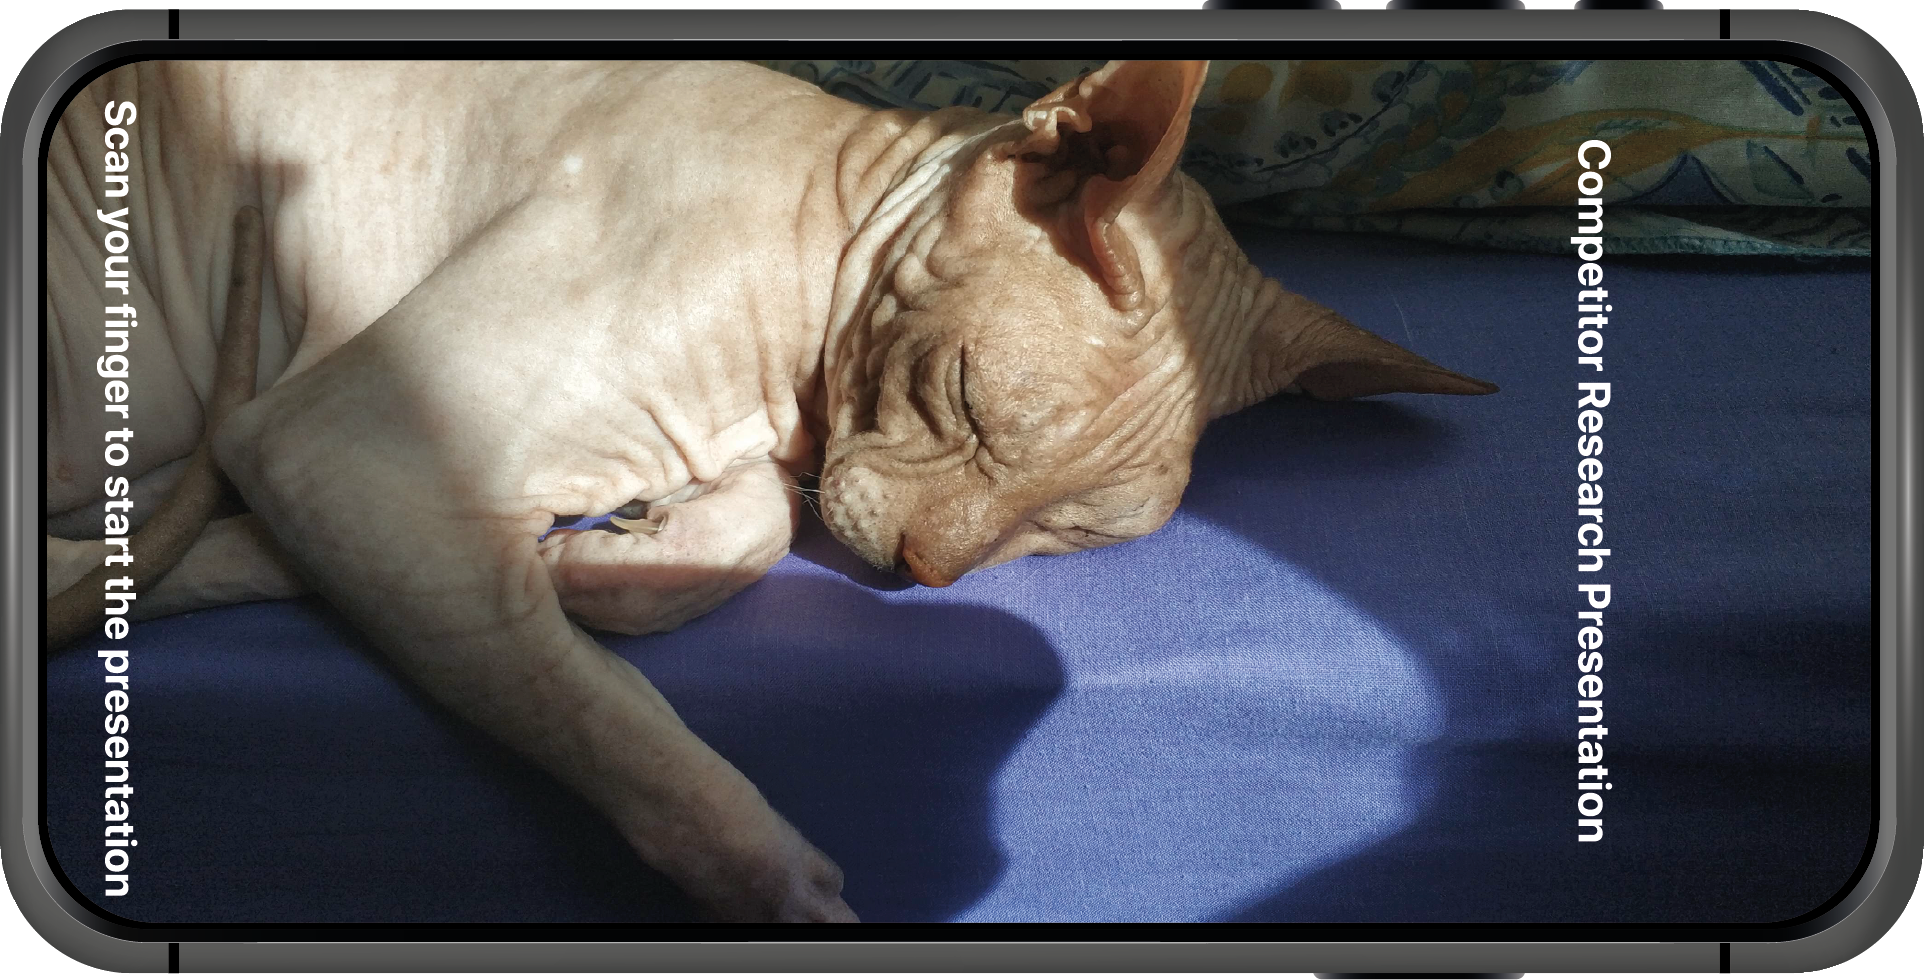 Competitor Research Presentation
Scan your finger to start the presentation